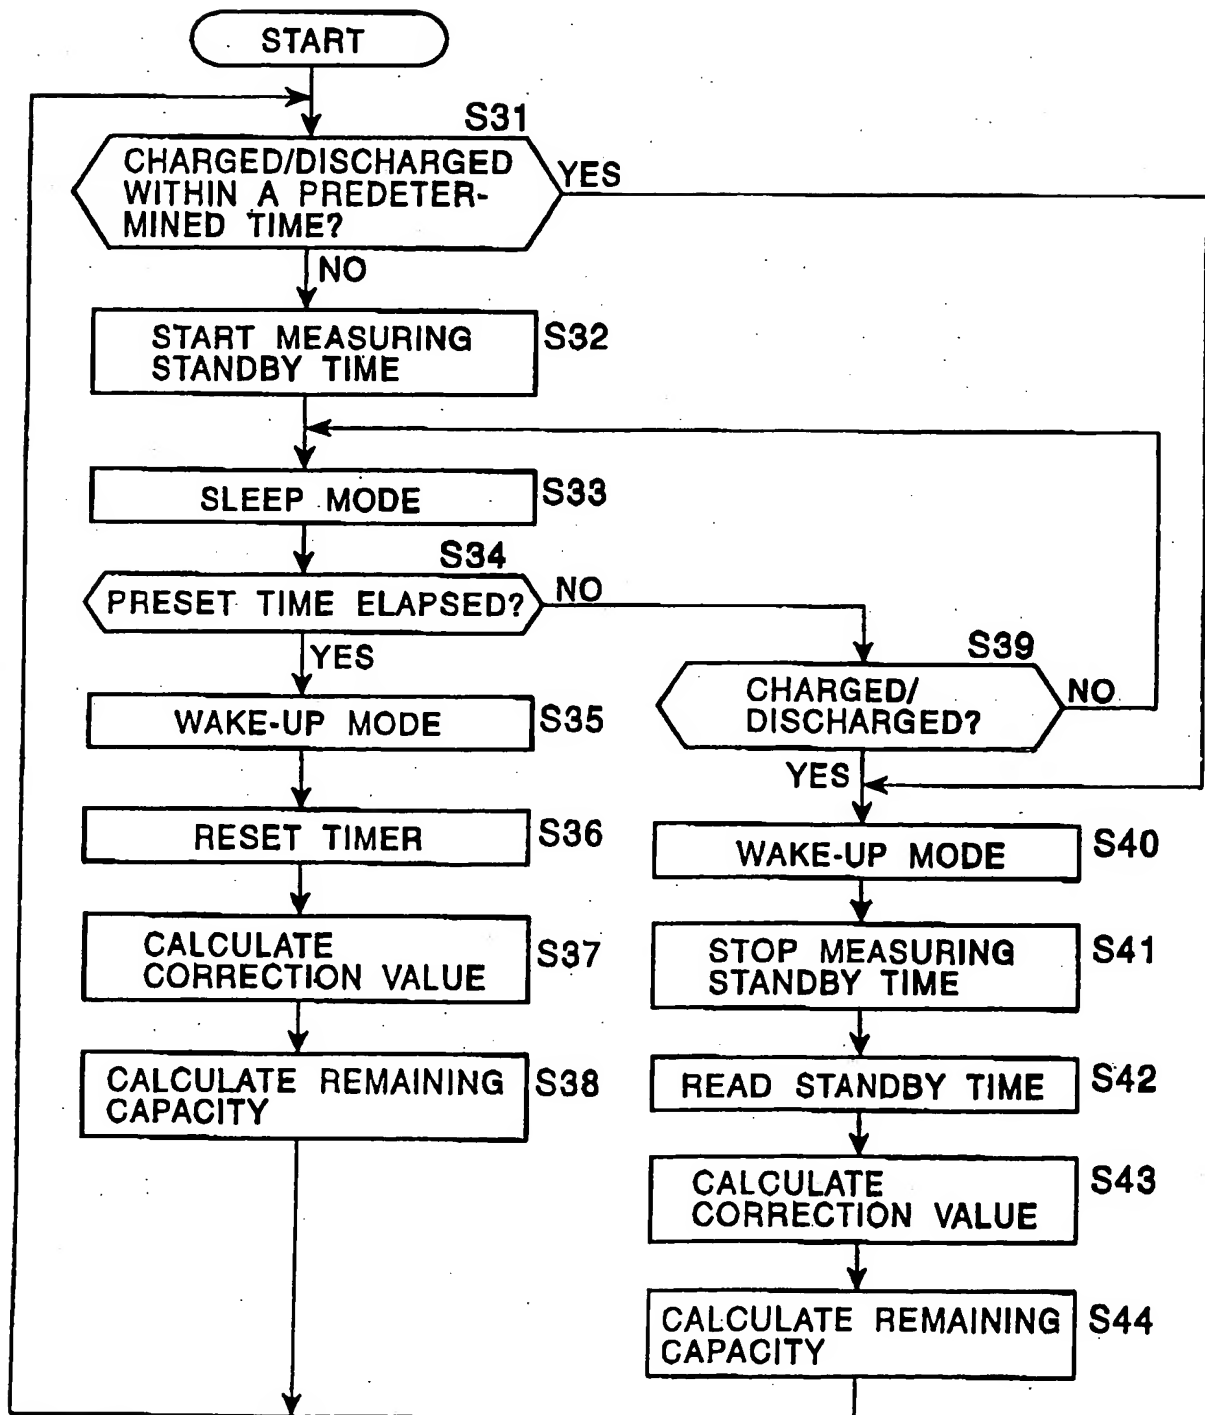 START
S31
CHARGED/DISCHARGED
WITHIN A PREDETER-
MINED TIME?
YES
NO
START MEASURING
STANDBY TIME
S32
SLEEP MODE
S33
S34
PRESET TIME ELAPSED?
NO
YES
S39
CHARGED/
DISCHARGED?
NO
YES
WAKE-UP MODE
S35
RESET TIMER
S36
CALCULATE
CORRECTION VALUE
S37
CALCULATE REMAINING
CAPACITY
S38
WAKE-UP MODE
S40
STOP MEASURING
STANDBY TIME
S41
READ STANDBY TIME
S42
CALCULATE
CORRECTION VALUE
S43
CALCULATE REMAINING
CAPACITY
S44